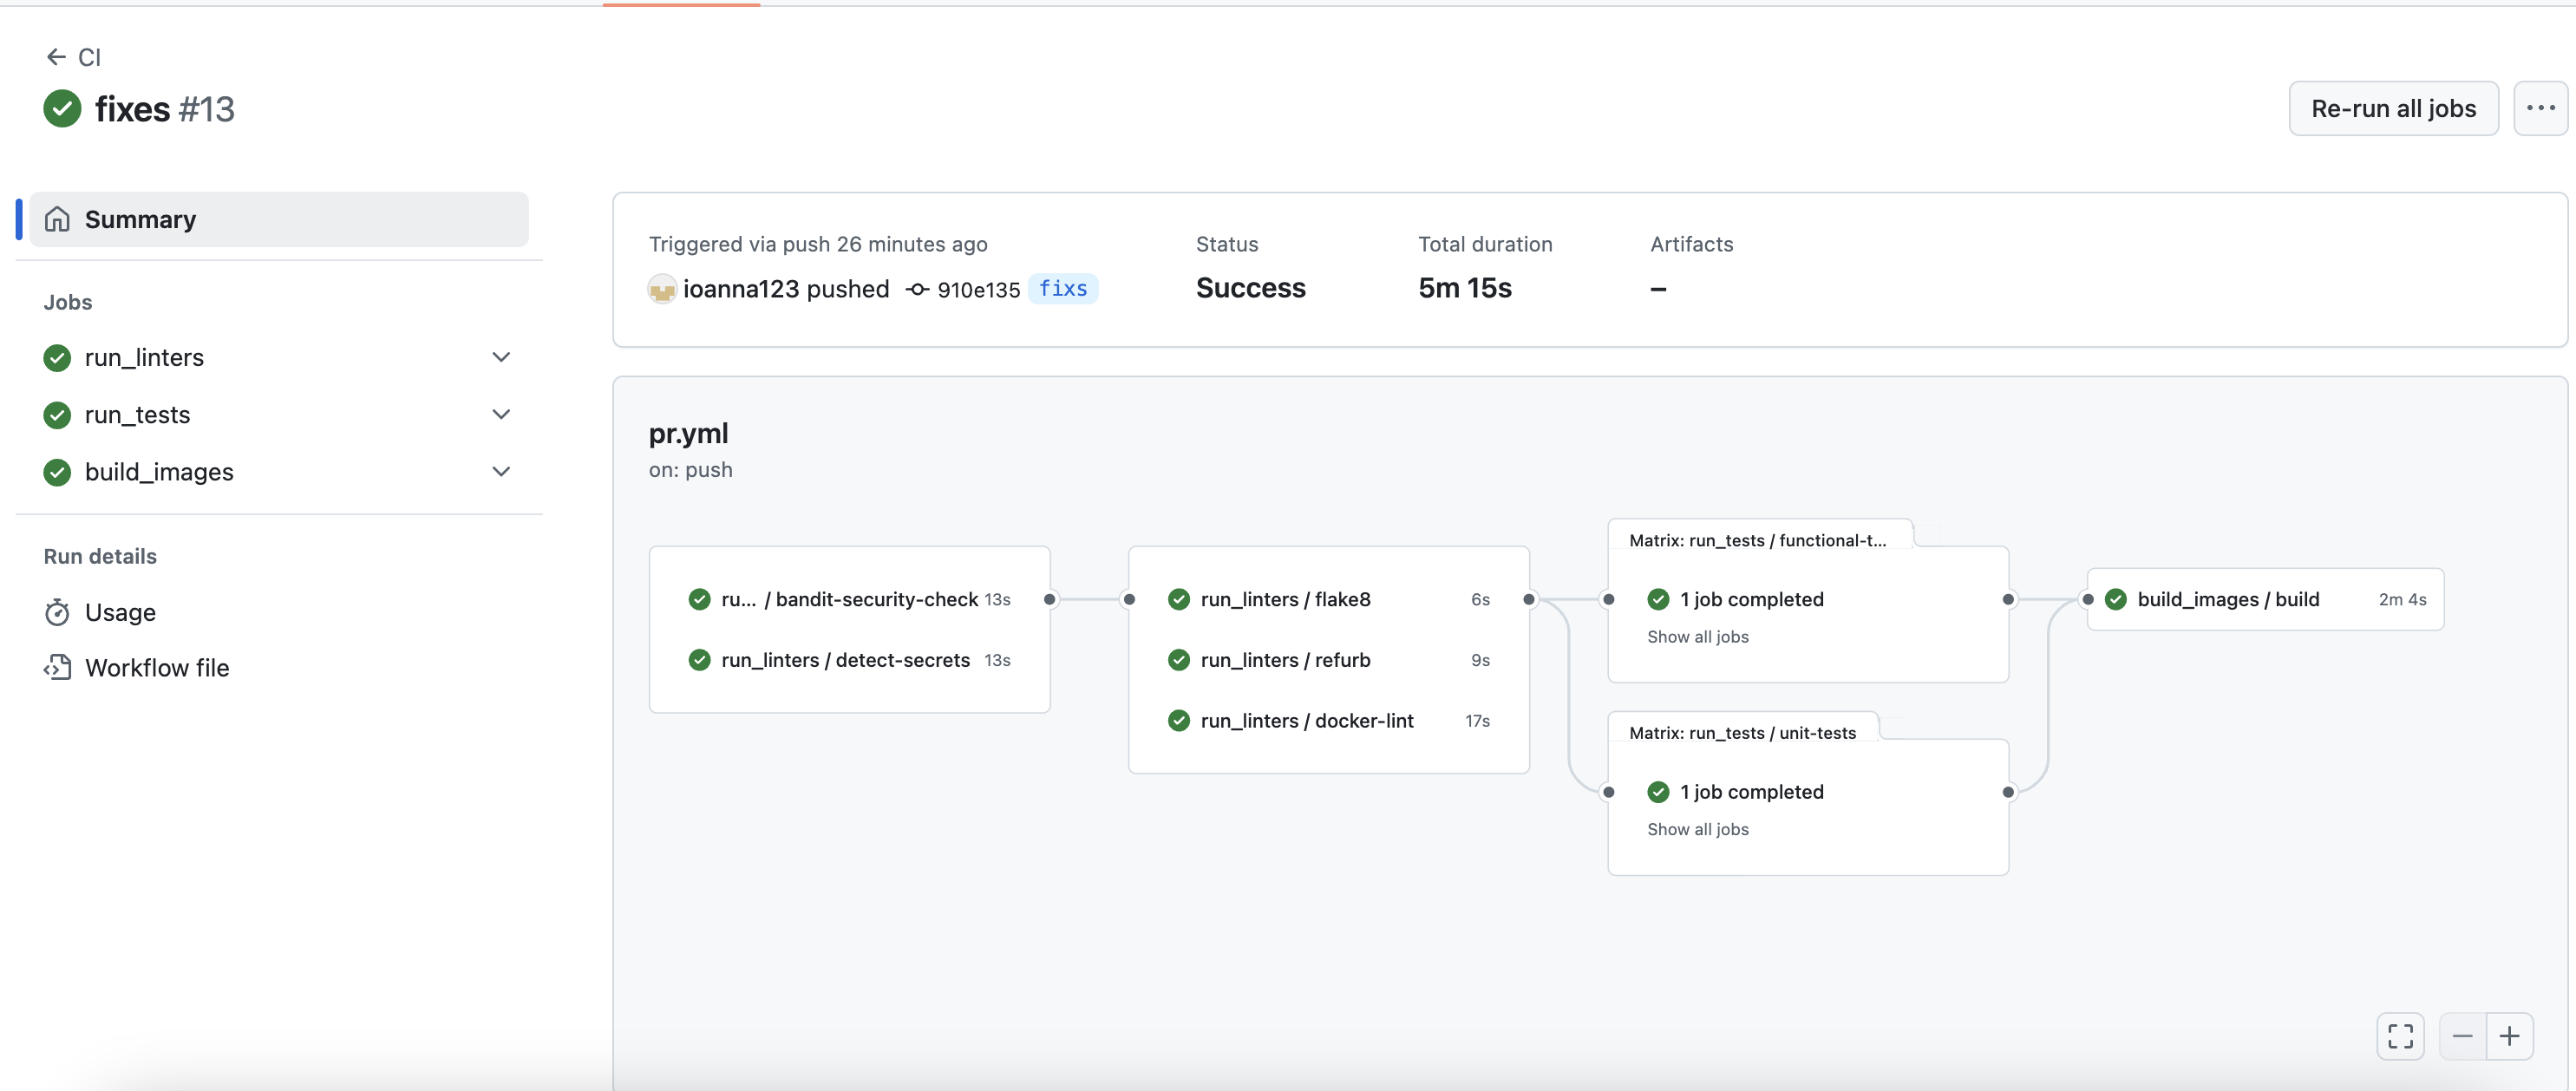 CI
fixes #13
Re-run all jobs
Summary
Jobs
run_linters
run_tests
build_images
Run details
Usage
Workflow file
Triggered via push 26 minutes ago
ioanna123 pushed 910e135 fixs
Status
Success
Total duration
5m 15s
Artifacts
–
pr.yml
on: push
ru... / bandit-security-check 13s
run_linters / detect-secrets 13s
run_linters / flake8 6s
run_linters / refurb 9s
run_linters / docker-lint 17s
Matrix: run_tests / functional-t...
1 job completed
Show all jobs
Matrix: run_tests / unit-tests
1 job completed
Show all jobs
build_images / build 2m 4s